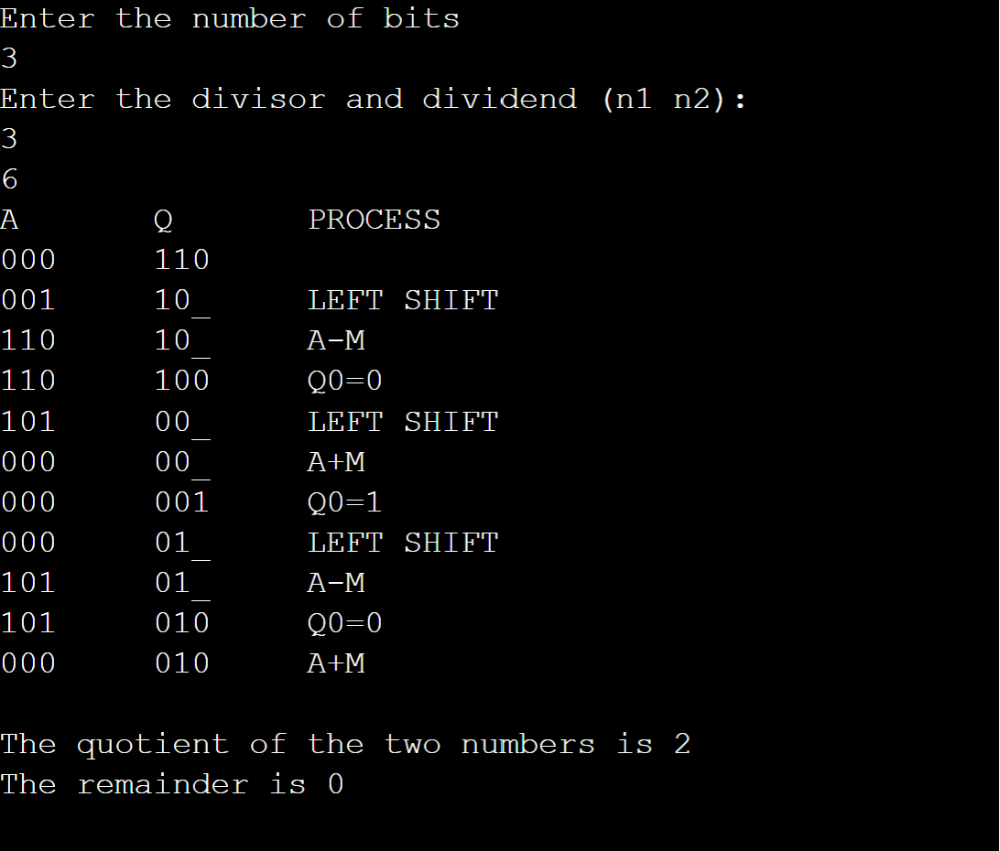 Enter the number of bits
3
Enter the divisor and dividend (n1 n2):
3
6
A Q PROCESS
000 110
001 10_ LEFT SHIFT
110 10_ A-M
110 100 Q0=0
101 00_ LEFT SHIFT
000 00_ A+M
000 001 Q0=1
000 01_ LEFT SHIFT
101 01_ A-M
101 010 Q0=0
000 010 A+M
The quotient of the two numbers is 2
The remainder is 0